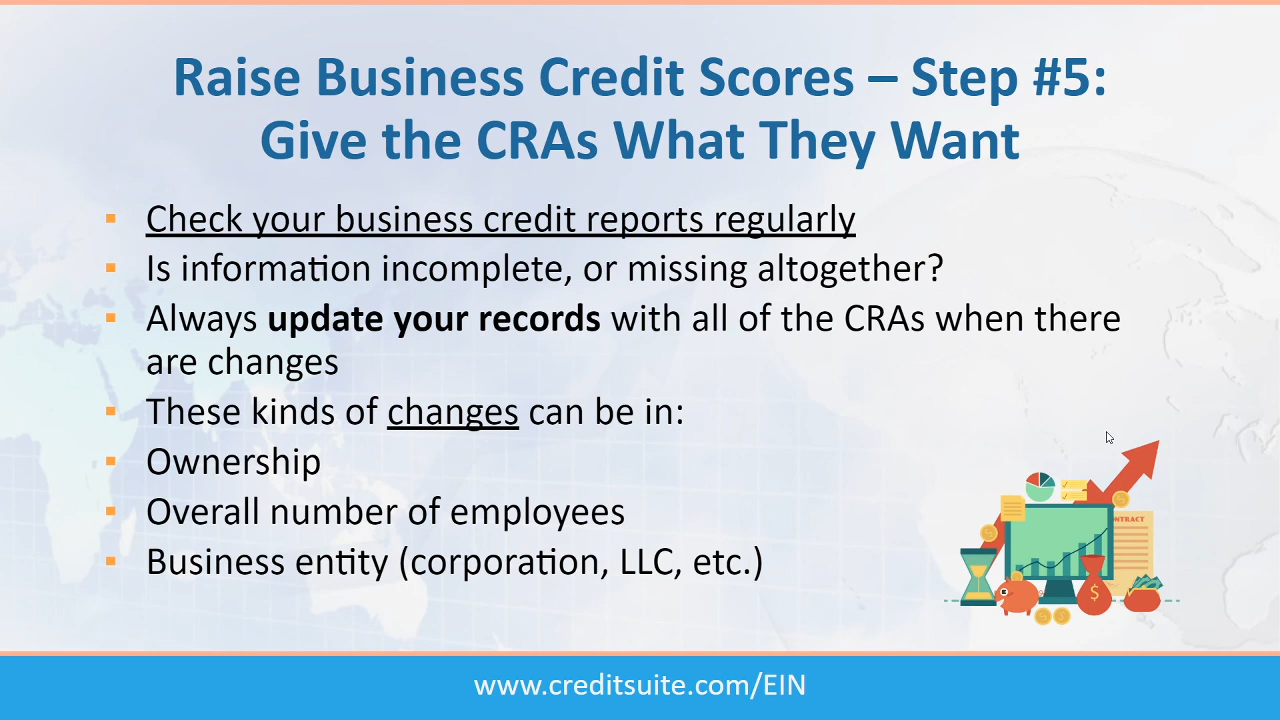 Raise Business Credit Scores – Step #5:
Give the CRAs What They Want
▪ Check your business credit reports regularly
▪ Is information incomplete, or missing altogether?
▪ Always update your records with all of the CRAs when there
are changes
▪ These kinds of changes can be in:
▪ Ownership
▪ Overall number of employees
▪ Business entity (corporation, LLC, etc.)
ONTRACT
$
www.creditsuite.com/EIN